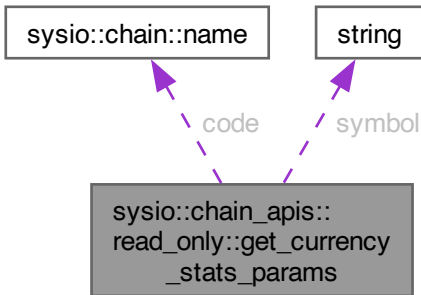 sysio::chain::name
string
code
symbol
sysio::chain_apis::
read_only::get_currency
_stats_params